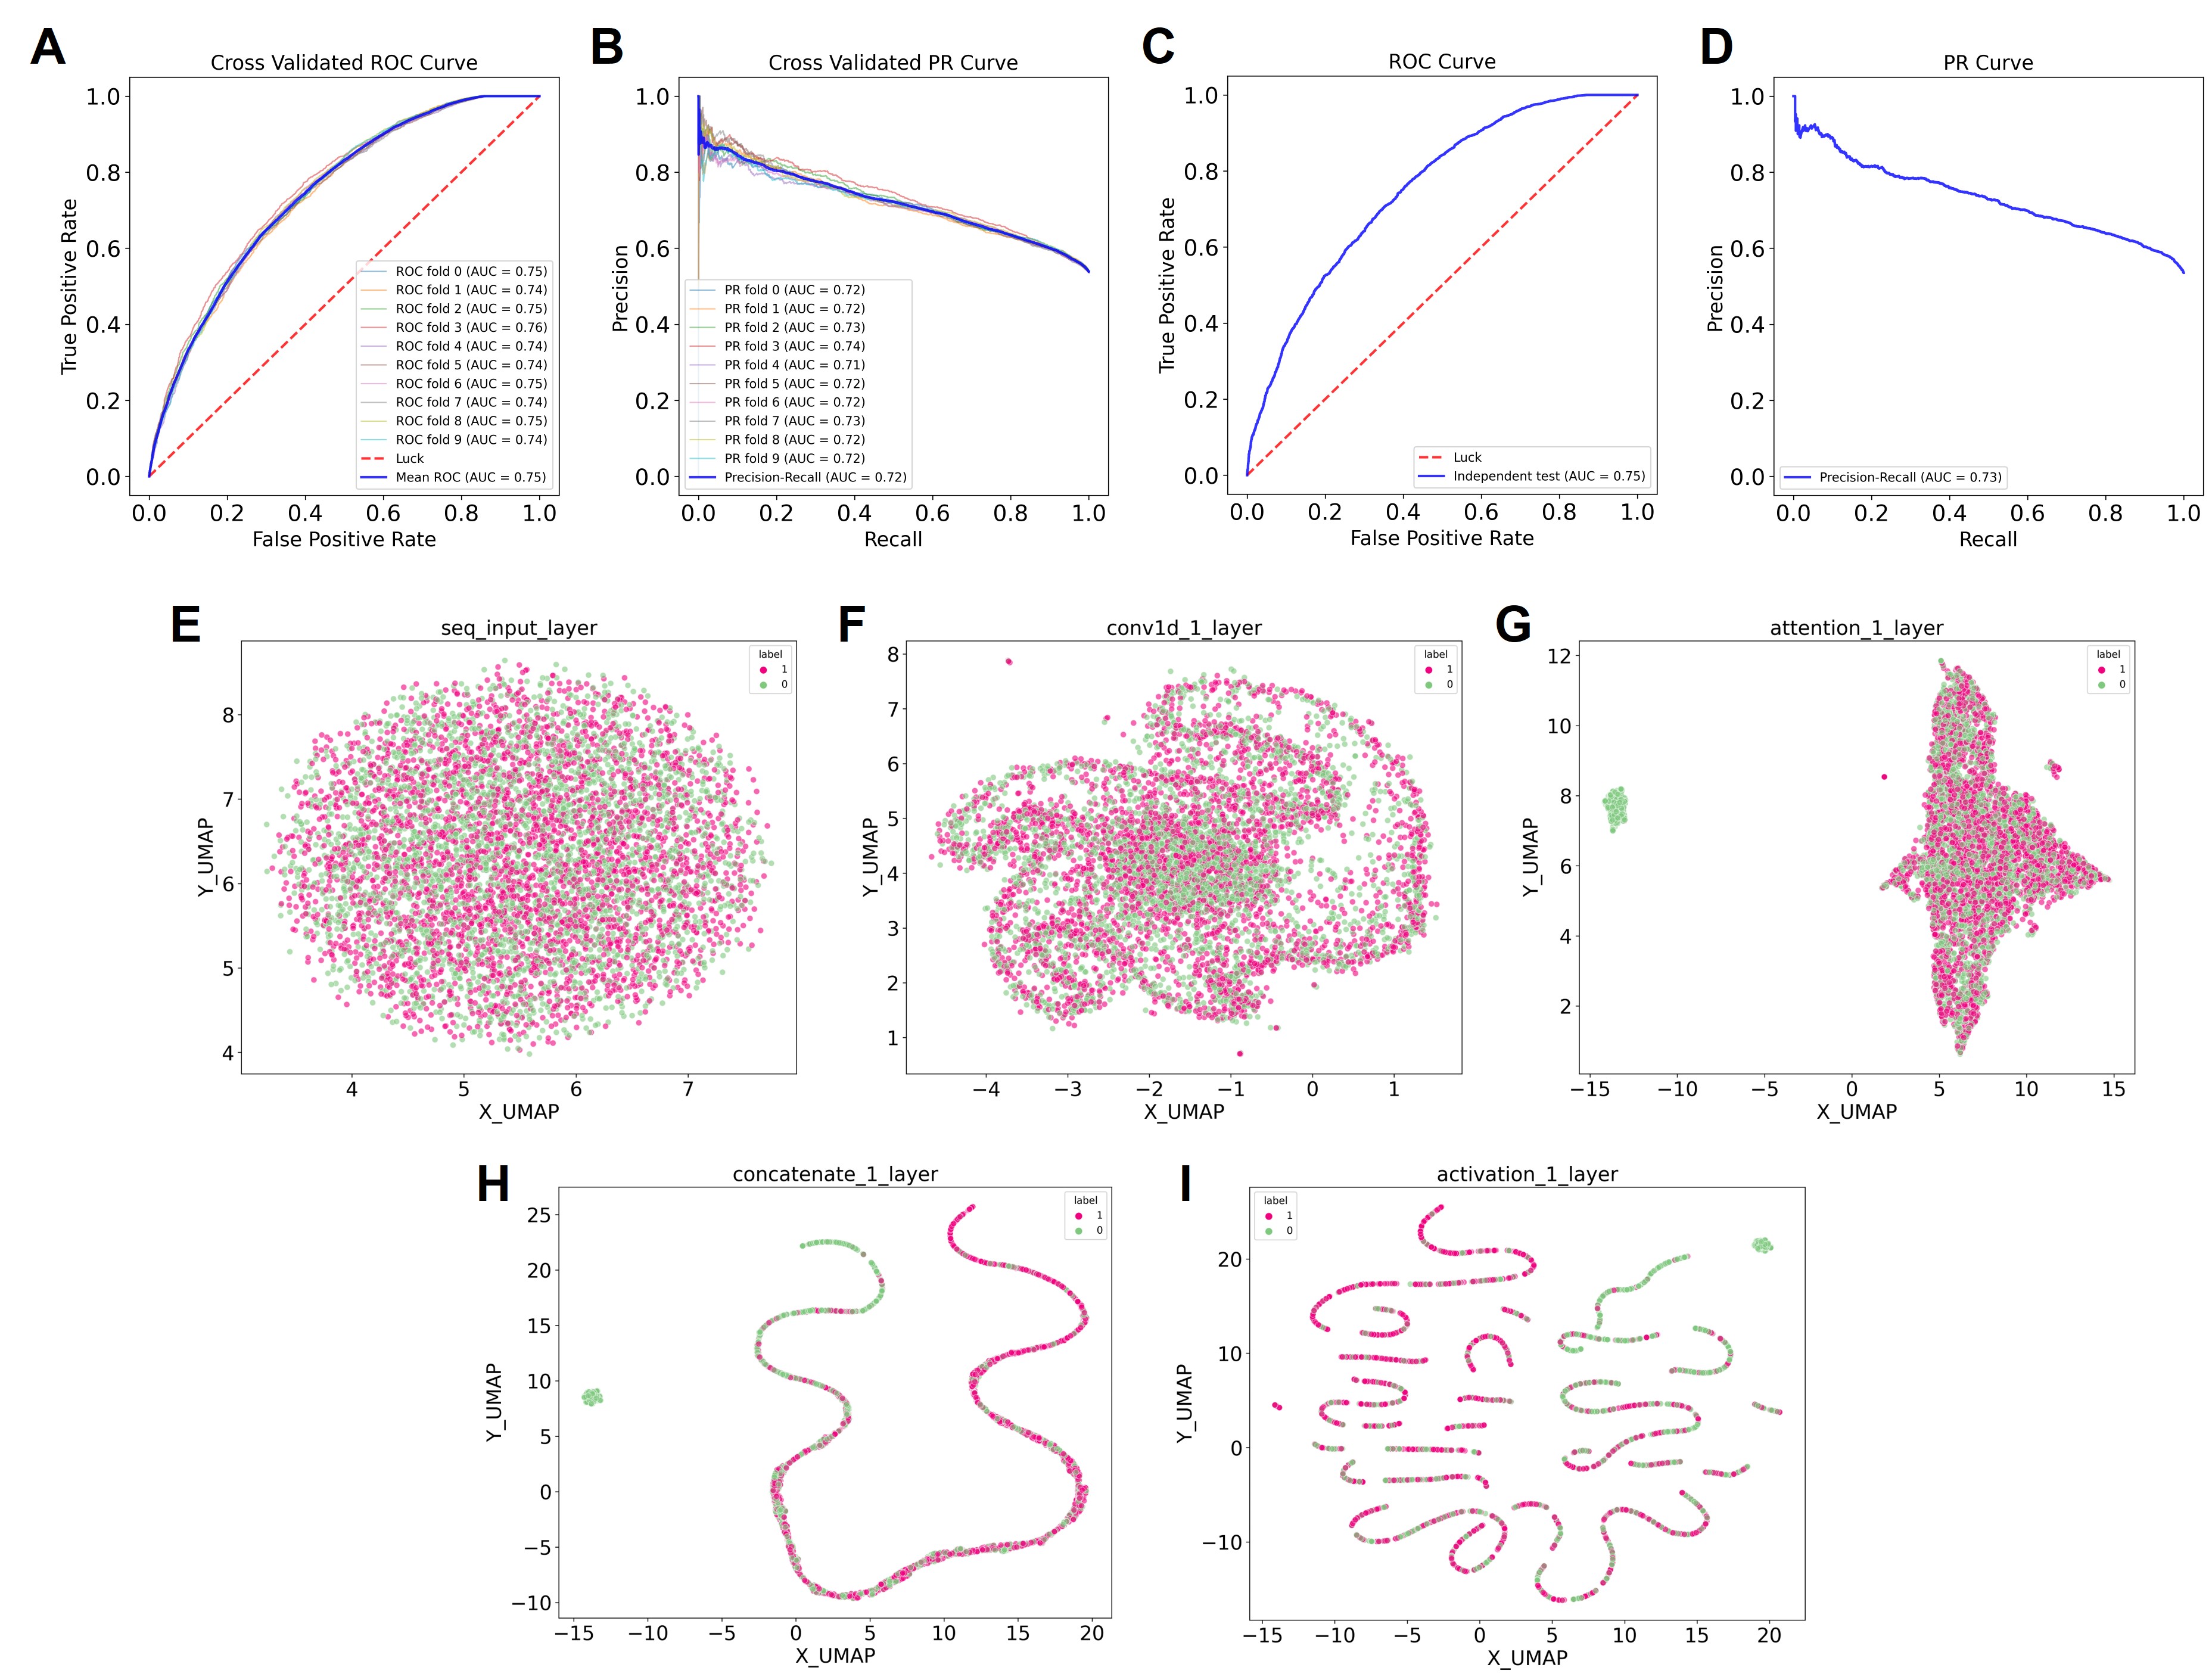 A
Cross Validated ROC Curve
True Positive Rate
1.0
0.8
0.6
0.4
0.2
0.0
ROC fold 0 (AUC = 0.75)
ROC fold 1 (AUC = 0.74)
ROC fold 2 (AUC = 0.75)
ROC fold 3 (AUC = 0.76)
ROC fold 4 (AUC = 0.74)
ROC fold 5 (AUC = 0.74)
ROC fold 6 (AUC = 0.75)
ROC fold 7 (AUC = 0.74)
ROC fold 8 (AUC = 0.75)
ROC fold 9 (AUC = 0.74)
Luck
Mean ROC (AUC = 0.75)
0.0 0.2 0.4 0.6 0.8 1.0
False Positive Rate
B
Cross Validated PR Curve
Precision
1.0
0.8
0.6
0.4
0.2
0.0
PR fold 0 (AUC = 0.72)
PR fold 1 (AUC = 0.72)
PR fold 2 (AUC = 0.73)
PR fold 3 (AUC = 0.74)
PR fold 4 (AUC = 0.71)
PR fold 5 (AUC = 0.72)
PR fold 6 (AUC = 0.72)
PR fold 7 (AUC = 0.73)
PR fold 8 (AUC = 0.72)
PR fold 9 (AUC = 0.72)
Precision-Recall (AUC = 0.72)
0.0 0.2 0.4 0.6 0.8 1.0
Recall
C
ROC Curve
True Positive Rate
1.0
0.8
0.6
0.4
0.2
0.0
Luck
Independent test (AUC = 0.75)
0.0 0.2 0.4 0.6 0.8 1.0
False Positive Rate
D
PR Curve
Precision
1.0
0.8
0.6
0.4
0.2
0.0
Precision-Recall (AUC = 0.73)
0.0 0.2 0.4 0.6 0.8 1.0
Recall
E
seq_input_layer
label
1
0
Y_UMAP
8
7
6
5
4
4 5 6 7
X_UMAP
F
conv1d_1_layer
label
1
0
Y_UMAP
8
7
6
5
4
3
2
1
−4 −3 −2 −1 0 1
X_UMAP
G
attention_1_layer
label
1
0
Y_UMAP
12
10
8
6
4
2
−15 −10 −5 0 5 10 15
X_UMAP
H
concatenate_1_layer
label
1
0
Y_UMAP
25
20
15
10
5
0
−5
−10
−15 −10 −5 0 5 10 15 20
X_UMAP
I
activation_1_layer
label
1
0
Y_UMAP
20
10
0
−10
−15 −10 −5 0 5 10 15 20
X_UMAP